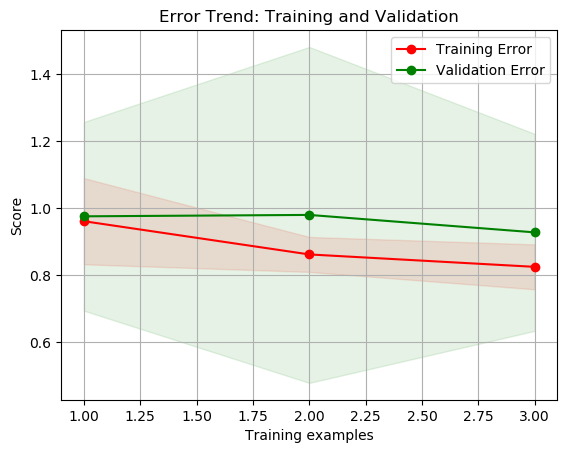 Error Trend: Training and Validation
Training Error
Validation Error
1.4
1.2
1.0
0.8
0.6
Score
1.00 1.25 1.50 1.75 2.00 2.25 2.50 2.75 3.00
Training examples